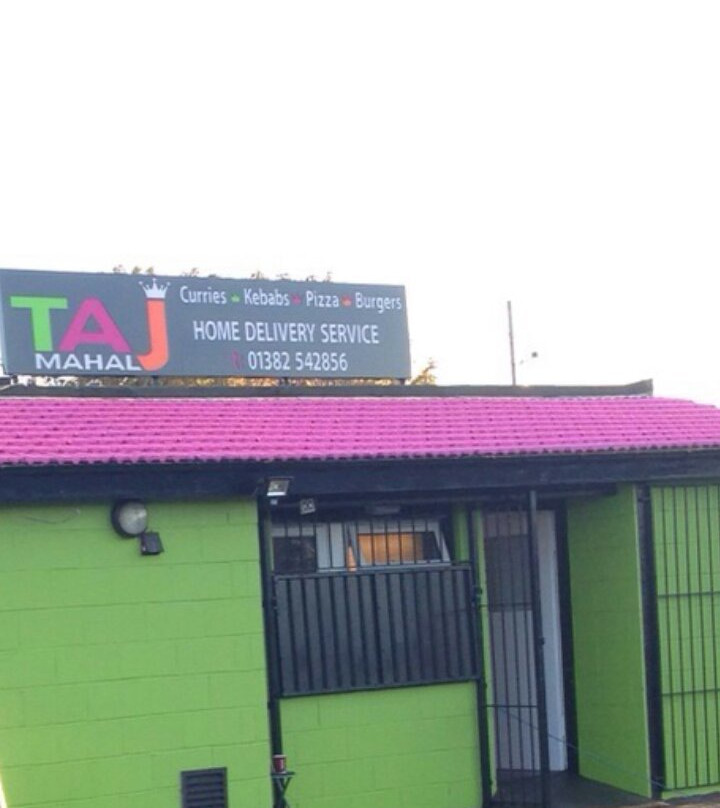 TAJ
MAHAL
Curries Kebabs Pizza Burgers
HOME DELIVERY SERVICE
01382 542856